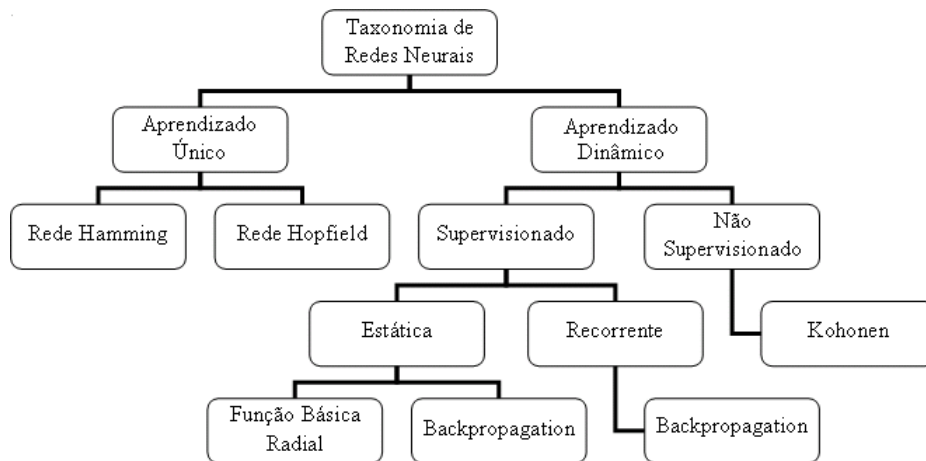 Taxonomia de
Redes Neurais
Aprendizado
Único
Aprendizado
Dinâmico
Rede Hamming
Rede Hopfield
Supervisionado
Não
Supervisionado
Estática
Recorrente
Kohonen
Função Básica
Radial
Backpropagation
Backpropagation